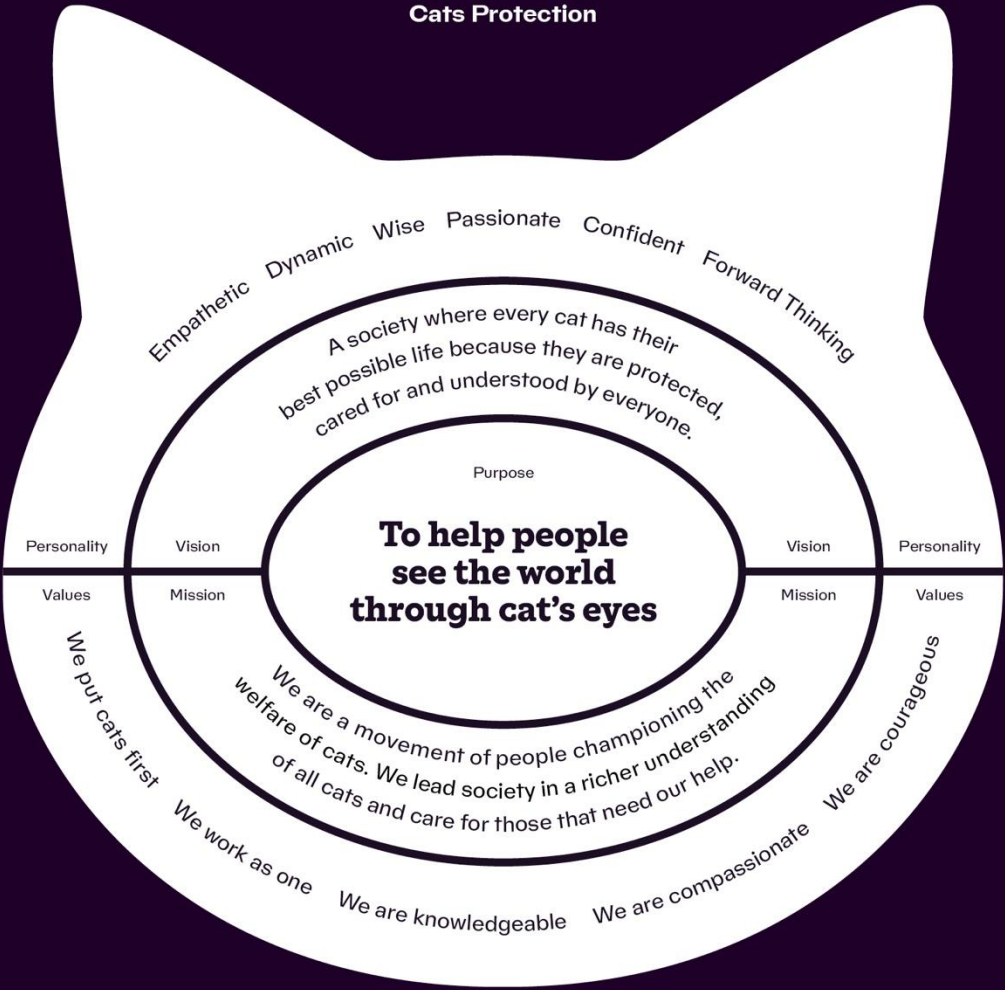 Cats Protection
Empathetic Dynamic Wise Passionate Confident Forward Thinking
A society where every cat has their
best possible life because they are protected,
cared for and understood by everyone.
Purpose
To help people
see the world
through cat's eyes
Personality Vision Vision Personality
Values Mission Mission Values
We are a movement of people championing the
welfare of cats. We lead society in a richer understanding
of all cats and care for those that need our help.
We put cats first We work as one We are knowledgeable We are compassionate We are courageous